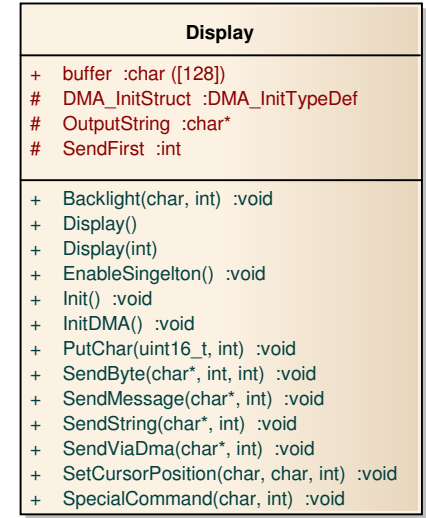 Display
+ buffer :char ([128])
# DMA_InitStruct :DMA_InitTypeDef
# OutputString :char*
# SendFirst :int
+ Backlight(char, int) :void
+ Display()
+ Display(int)
+ EnableSingelton() :void
+ Init() :void
+ InitDMA() :void
+ PutChar(uint16_t, int) :void
+ SendByte(char*, int, int) :void
+ SendMessage(char*, int) :void
+ SendString(char*, int) :void
+ SendViaDma(char*, int) :void
+ SetCursorPosition(char, char, int) :void
+ SpecialCommand(char, int) :void